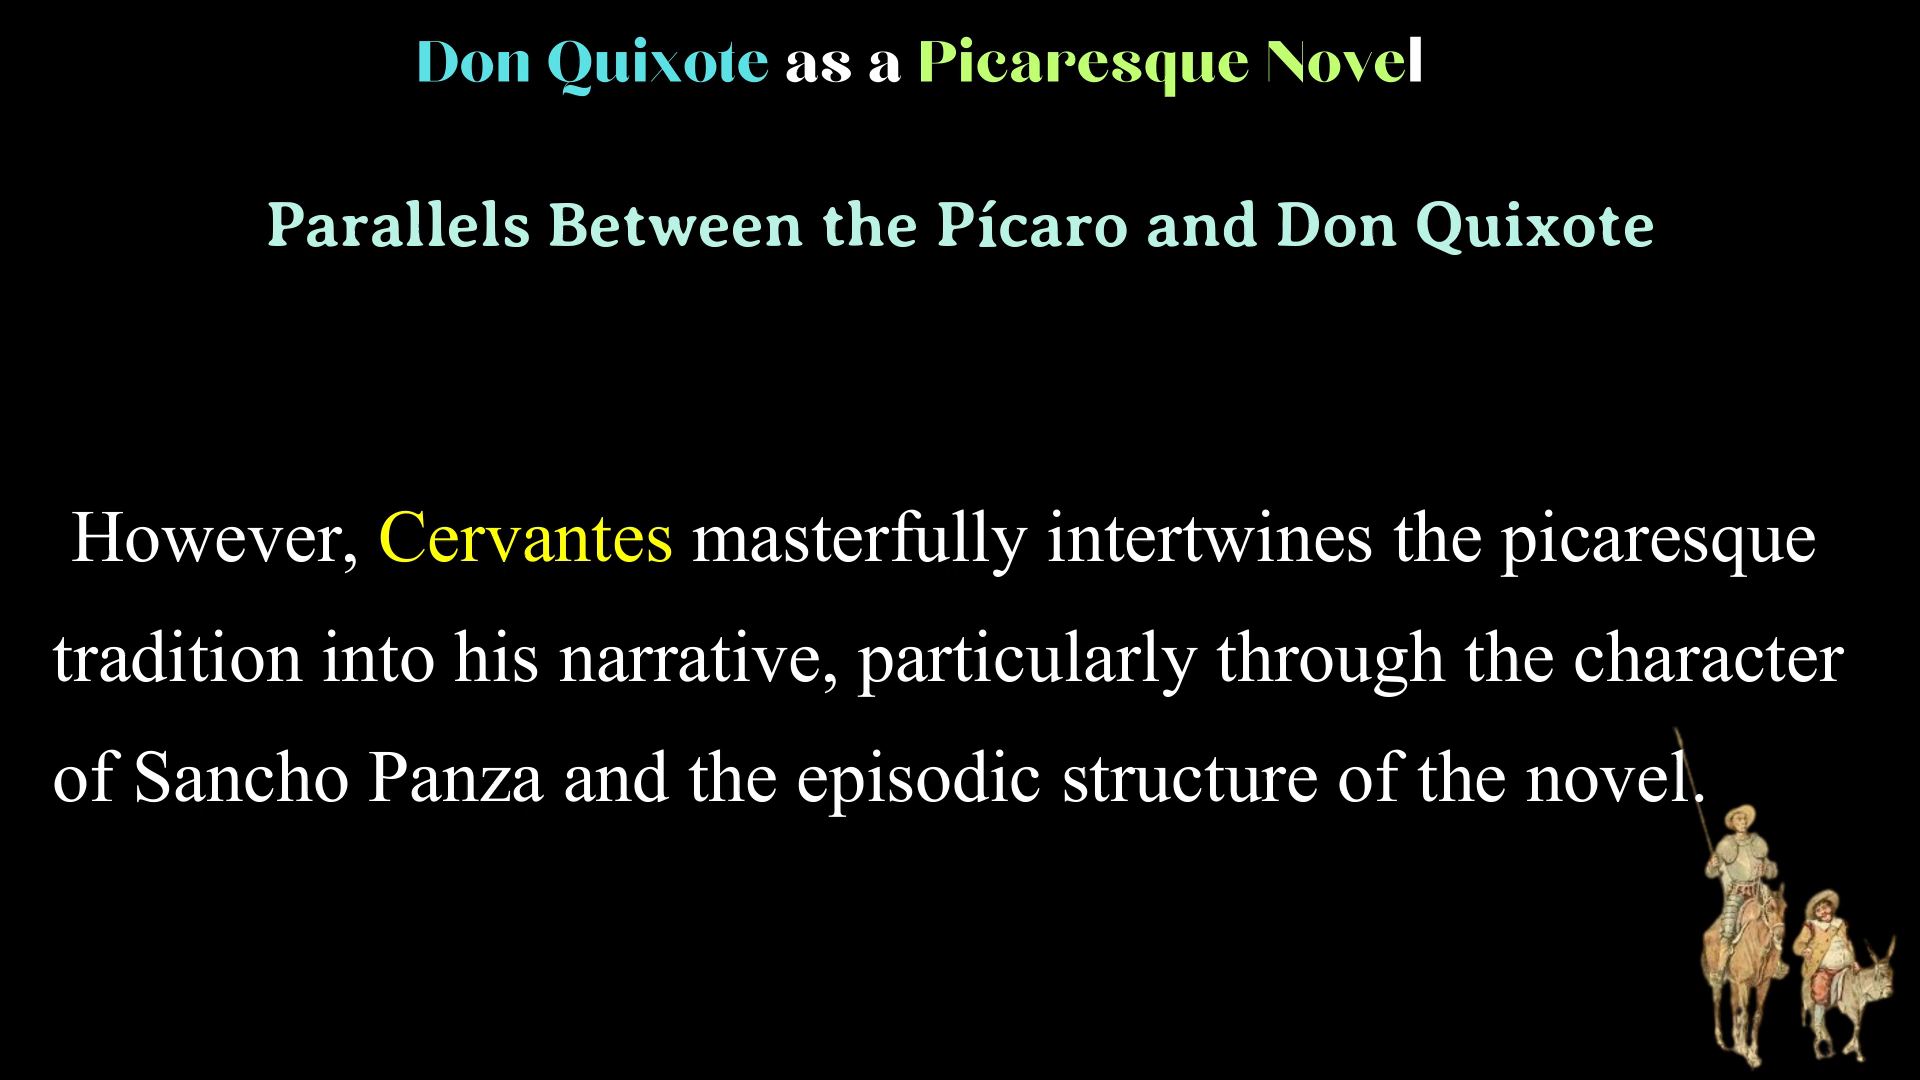 Don Quixote as a Picaresque Novel
Parallels Between the Pícaro and Don Quixote
However, Cervantes masterfully intertwines the picaresque
tradition into his narrative, particularly through the character
of Sancho Panza and the episodic structure of the novel.